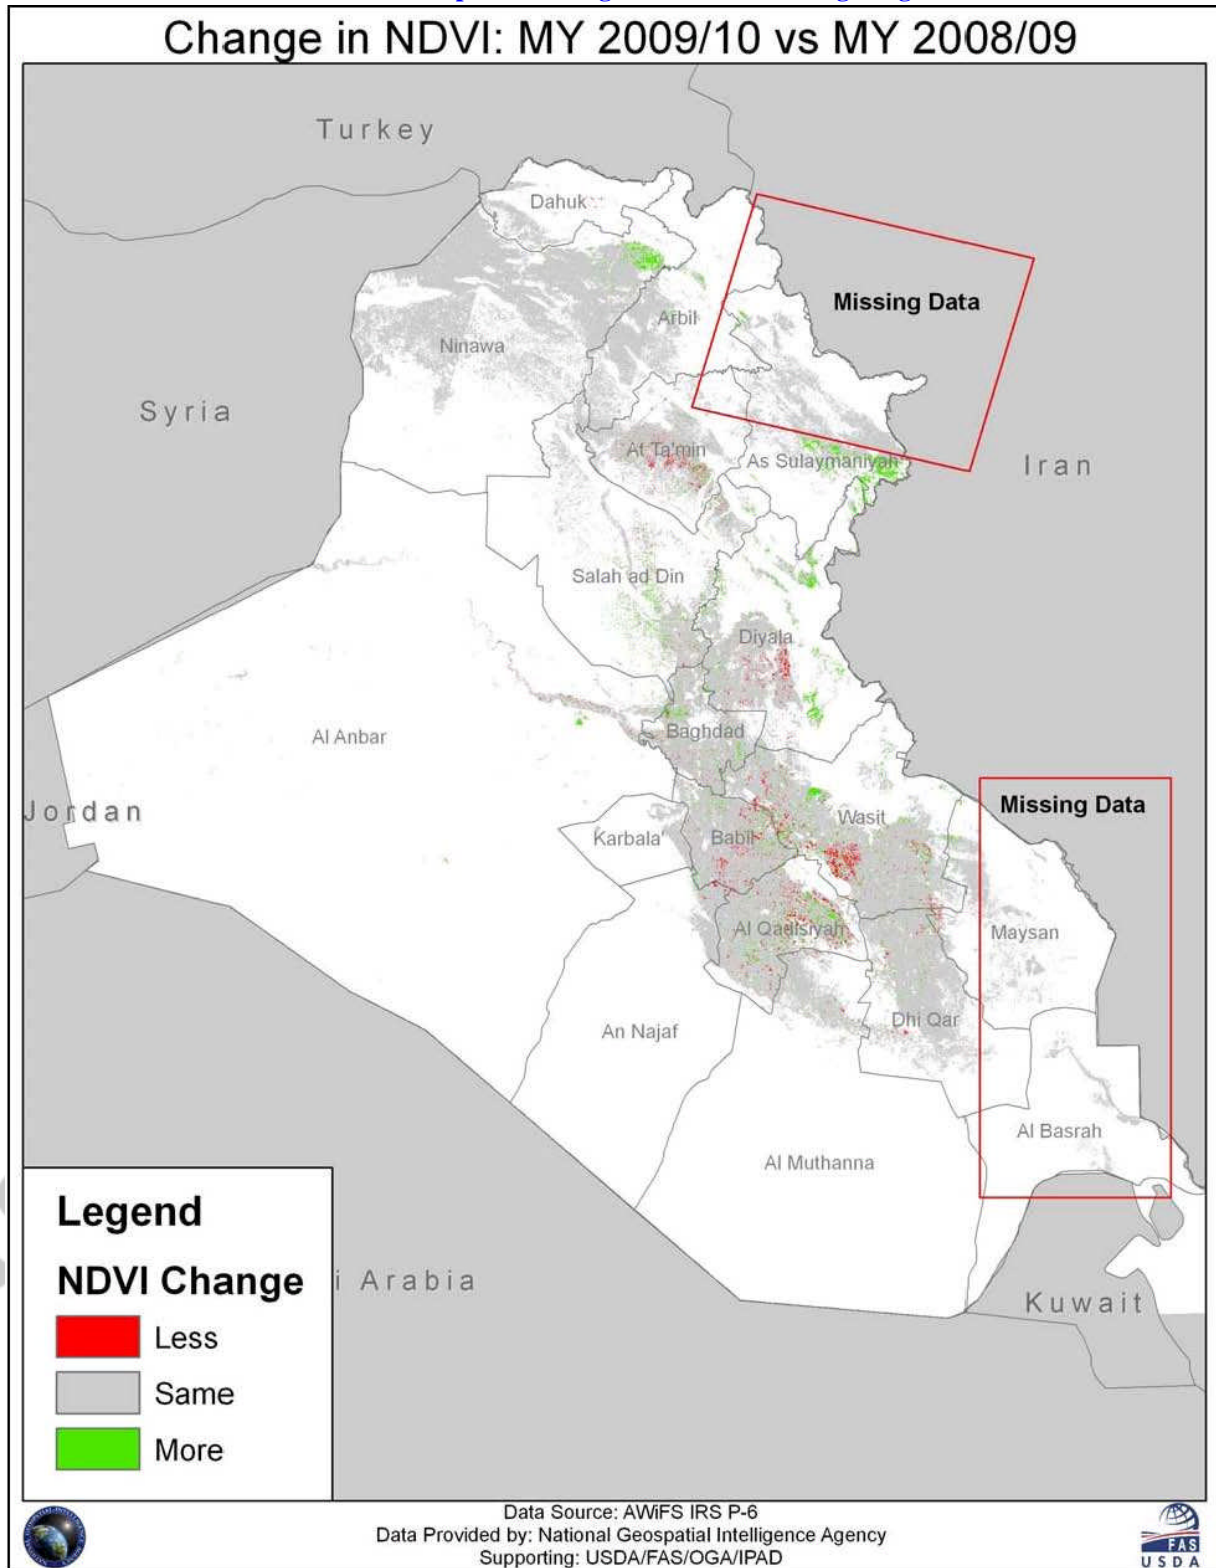 Change in NDVI: MY 2009/10 vs MY 2008/09
Turkey
Dahuk
Missing Data
Arbil
Ninawa
Syria
At Ta'min
As Sulaymaniyah
Iran
Salah ad Din
Diyala
Baghdad
Al Anbar
Jordan
Missing Data
Wasit
Karbala'
Babil
Al Qadisiyah
Maysan
Dhi Qar
An Najaf
Al Basrah
Al Muthanna
Legend
NDVI Change
i Arabia
Kuwait
Less
Same
More
Data Source: AWiFS IRS P-6
Data Provided by: National Geospatial Intelligence Agency
Supporting: USDA/FAS/OGA/IPAD
FAS
USDA